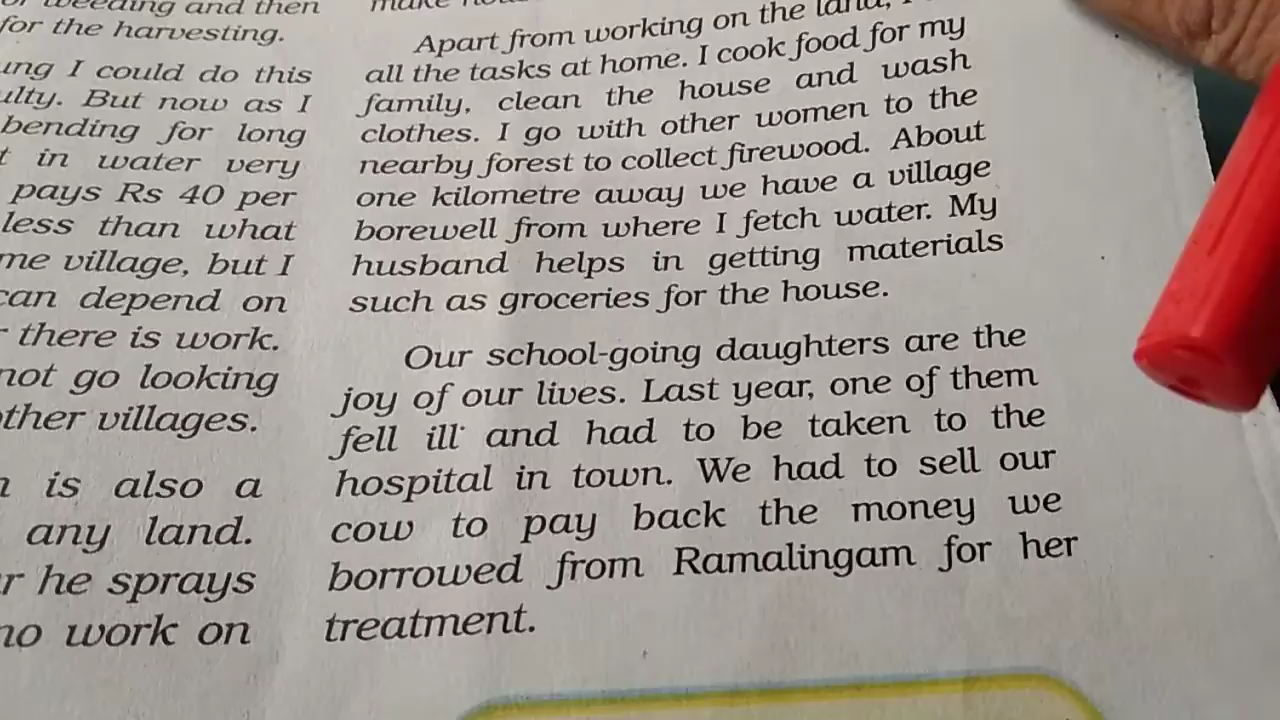 and then
for the harvesting.
I could do this
But now as I
bending for long
in water very
pays Rs 40 per
less than what
village, but I
can depend on
there is work.
not go looking
other villages.
is also a
any land.
he sprays
no work on
Apart from working on the land,
all the tasks at home. I cook food for my
family, clean the house and wash
clothes. I go with other women to the
nearby forest to collect firewood. About
one kilometre away we have a village
borewell from where I fetch water. My
husband helps in getting materials
such as groceries for the house.
Our school-going daughters are the
joy of our lives. Last year, one of them
fell ill and had to be taken to the
hospital in town. We had to sell our
cow to pay back the money we
borrowed from Ramalingam for her
treatment.